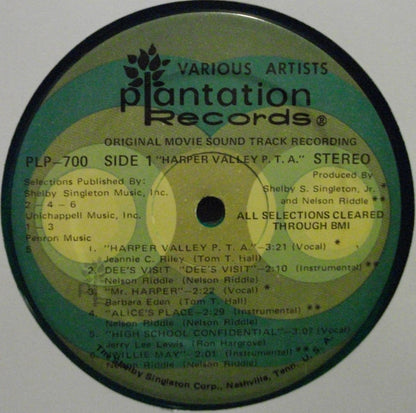 VARIOUS ARTISTS
plantation
Records®
ORIGINAL MOVIE SOUND TRACK RECORDING
PLP-700 SIDE 1 "HARPER VALLEY P. T. A." STEREO
Selections Published By:
Shelby Singleton Music, Inc.
2 - 4 - 6
Unichappell Music, Inc.
1 - 3
Penron Music
5
Produced by
Shelby S. Singleton, Jr. *
and Nelson Riddle **
ALL SELECTIONS CLEARED
THROUGH BMI
1. "HARPER VALLEY P. T. A."-3:21 (Vocal) *
Jeannie C. Riley (Tom T. Hall)
2. DEE'S VISIT "DEE'S VISIT"-2:10 (Instrumental) **
Nelson Riddle (Nelson Riddle)
3. "Mr. HARPER"-2:22 (Vocal) *
Barbara Eden (Tom T. Hall)
4. "ALICE'S PLACE"-2:29 (Instrumental) **
Nelson Riddle (Nelson Riddle)
5. "HIGH SCHOOL CONFIDENTIAL"-3:07 (Vocal)
Jerry Lee Lewis (Ron Hargrove)
6. "WILLIE MAY"-2:01 (Instrumental) **
Nelson Riddle (Nelson Riddle)
The Shelby Singleton Corp., Nashville, Tenn. U. S. A.